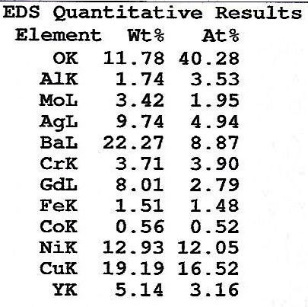 EDS Quantitative Results
Element Wt% At%
OK 11.78 40.28
AlK 1.74 3.53
MoL 3.42 1.95
AgL 9.74 4.94
BaL 22.27 8.87
CrK 3.71 3.90
GdL 8.01 2.79
FeK 1.51 1.48
CoK 0.56 0.52
NiK 12.93 12.05
CuK 19.19 16.52
YK 5.14 3.16